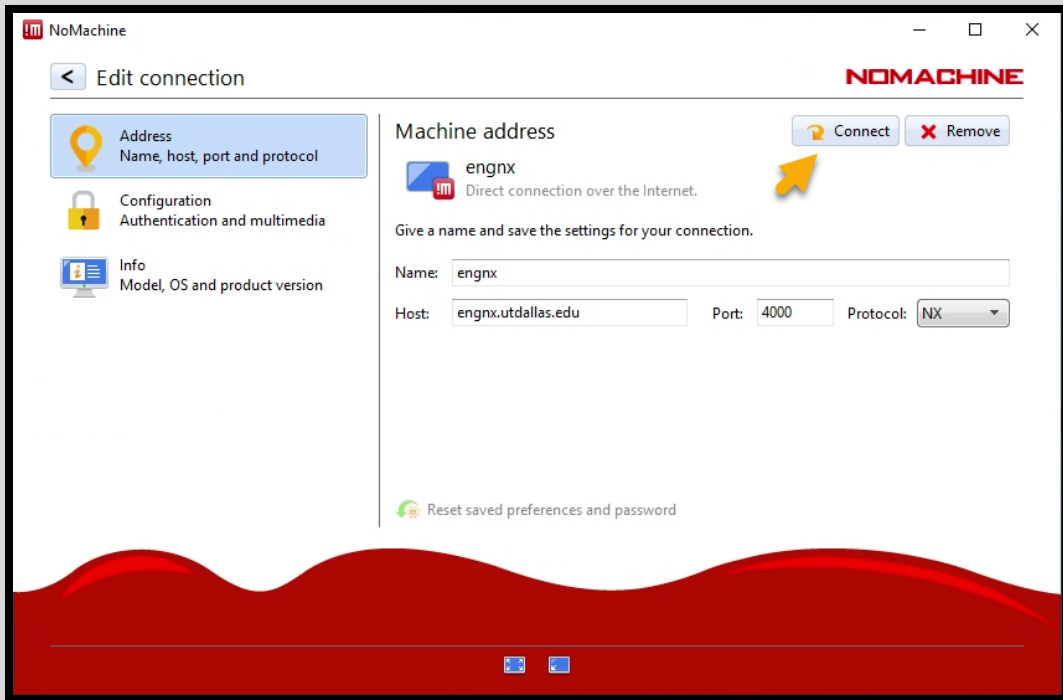 !M NoMachine
< Edit connection
NOMACHINE
Address
Name, host, port and protocol
Configuration
Authentication and multimedia
Info
Model, OS and product version
Machine address
Connect
Remove
!M
engnx
Direct connection over the Internet.
Give a name and save the settings for your connection.
Name: engnx
Host: engnx.utdallas.edu Port: 4000 Protocol: NX
Reset saved preferences and password